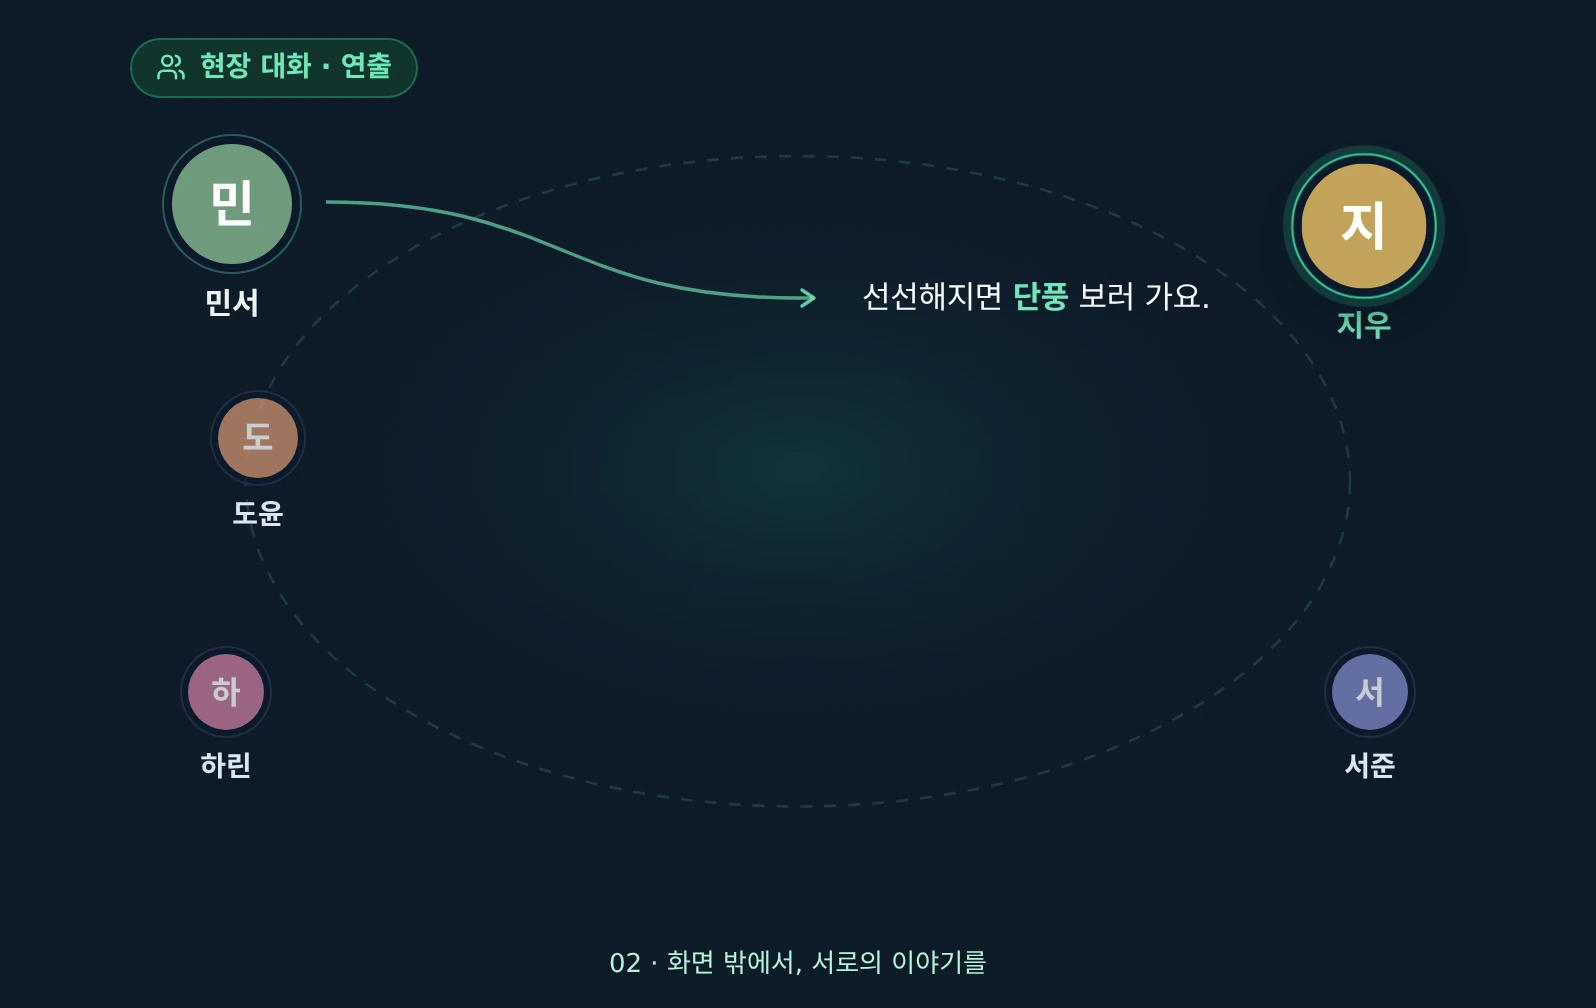 현장 대화 · 연출
민
민서
지
지우
선선해지면 단풍 보러 가요.
도
도윤
하
하린
서
서준
02 · 화면 밖에서, 서로의 이야기를